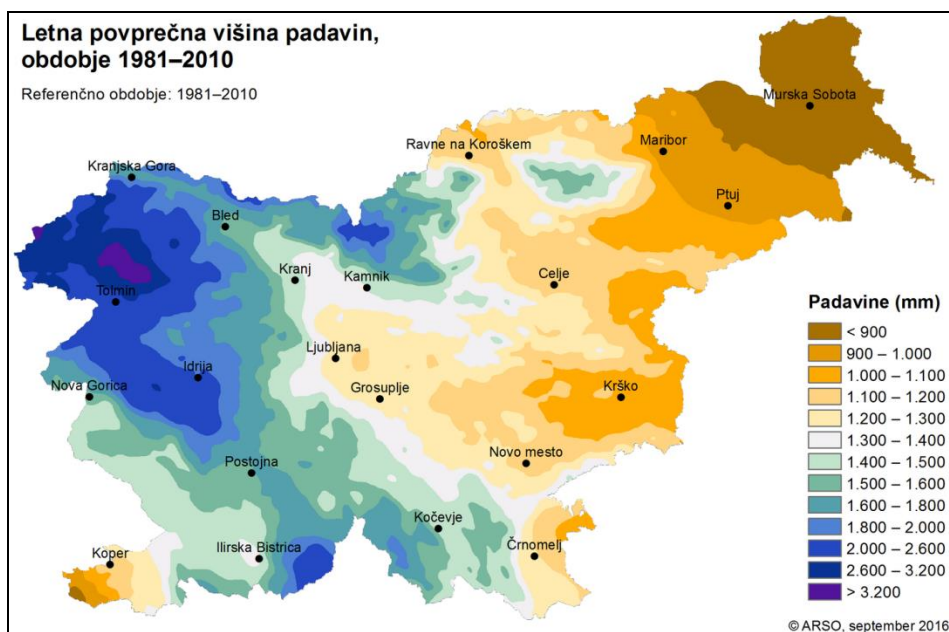 Letna povprečna višina padavin,
obdobje 1981–2010
Referenčno obdobje: 1981–2010
Murska Sobota
Ravne na Koroškem
Maribor
Kranjska Gora
Ptuj
Bled
Kranj
Kamnik
Celje
Tolmin
Ljubljana
Idrija
Nova Gorica
Grosuplje
Krško
Novo mesto
Postojna
Kočevje
Koper
Ilirska Bistrica
Črnomelj
Padavine (mm)
< 900
900 – 1.000
1.000 – 1.100
1.100 – 1.200
1.200 – 1.300
1.300 – 1.400
1.400 – 1.500
1.500 – 1.600
1.600 – 1.800
1.800 – 2.000
2.000 – 2.600
2.600 – 3.200
> 3.200
© ARSO, september 2016